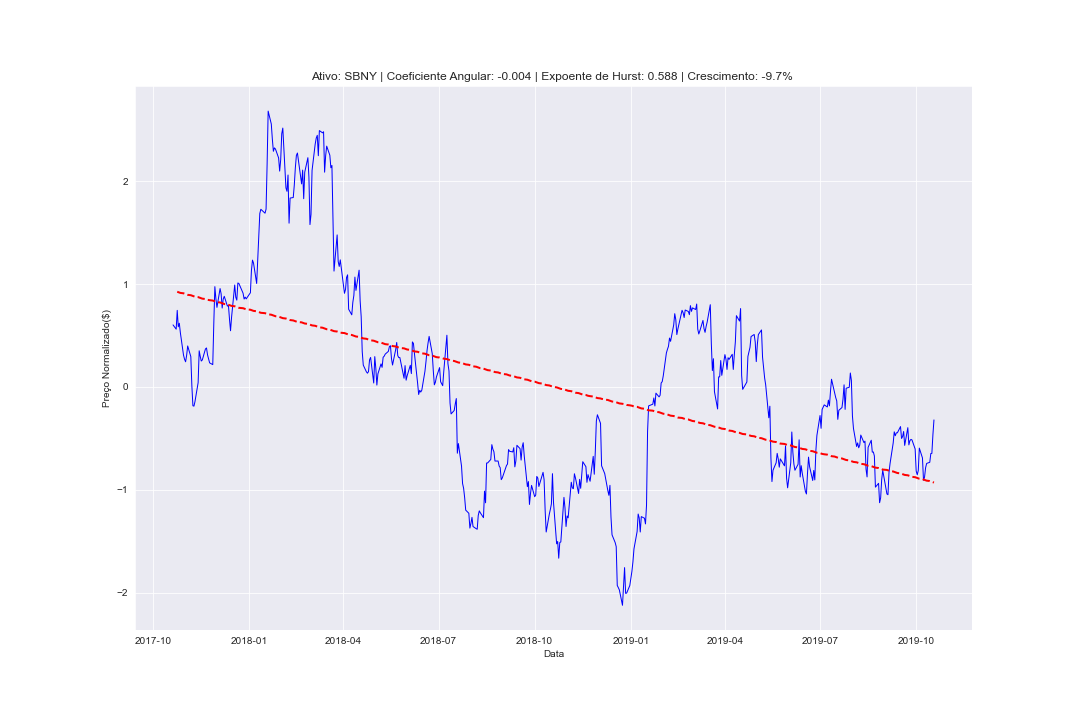 Ativo: SBNY | Coeficiente Angular: -0.004 | Expoente de Hurst: 0.588 | Crescimento: -9.7%
Preço Normalizado($)
2
1
0
−1
−2
2017-10 2018-01 2018-04 2018-07 2018-10 2019-01 2019-04 2019-07 2019-10
Data